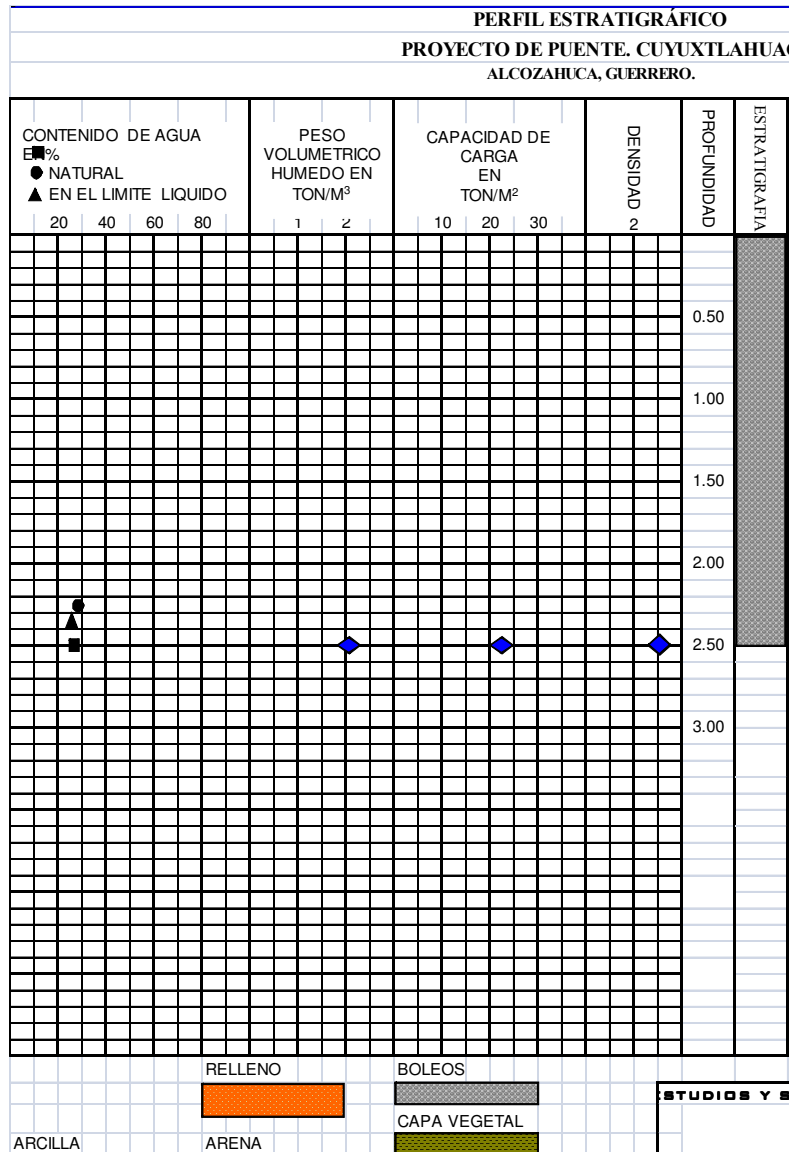 PERFIL ESTRATIGRÁFICO
PROYECTO DE PUENTE.
ALCOZAHUCA, GUERRERO.
CONTENIDO DE AGUA
%
NATURAL
EN EL LIMITE LIQUIDO
20 40 60 80
PESO
VOLUMETRICO
HUMEDO EN
TON/M³
1 2
CAPACIDAD DE
CARGA
EN
TON/M²
10 20 30
DENSIDAD
2
PROFUNDIDAD
ESTRATIGRAFIA
0.50
1.00
1.50
2.00
2.50
3.00
RELLENO
BOLEOS
CAPA VEGETAL
ARCILLA
ARENA
STUDIOS Y S